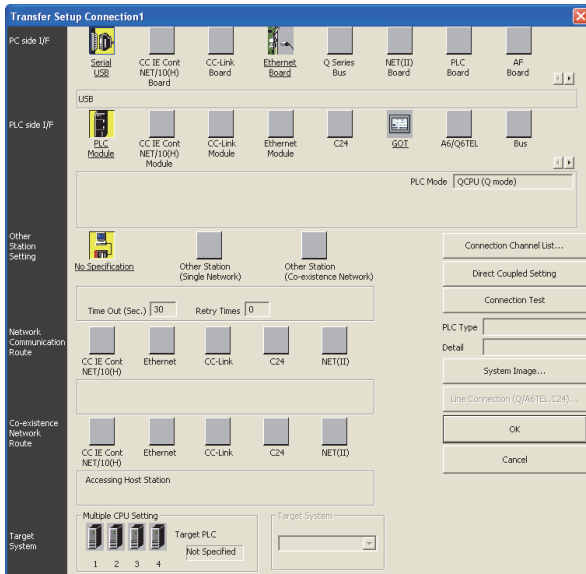 Transfer Setup Connection1
PC side I/F
Serial USB
CC IE Cont NET/10(H) Board
CC-Link Board
Ethernet Board
Q Series Bus
NET(II) Board
PLC Board
AF Board
USB
PLC side I/F
PLC Module
CC IE Cont NET/10(H) Module
CC-Link Module
Ethernet Module
C24
GOT
A6/Q6TEL
Bus
PLC Mode QCPU (Q mode)
Other Station Setting
No Specification
Other Station (Single Network)
Other Station (Co-existence Network)
Time Out (Sec.) 30 Retry Times 0
Connection Channel List...
Direct Coupled Setting
Connection Test
PLC Type
Detail
System Image...
Line Connection (Q/A6TEL,C24)...
OK
Cancel
Network Communication Route
CC IE Cont NET/10(H)
Ethernet
CC-Link
C24
NET(II)
Co-existence Network Route
CC IE Cont NET/10(H)
Ethernet
CC-Link
C24
NET(II)
Accessing Host Station
Target System
Multiple CPU Setting
1 2 3 4
Target PLC
Not Specified
Target System